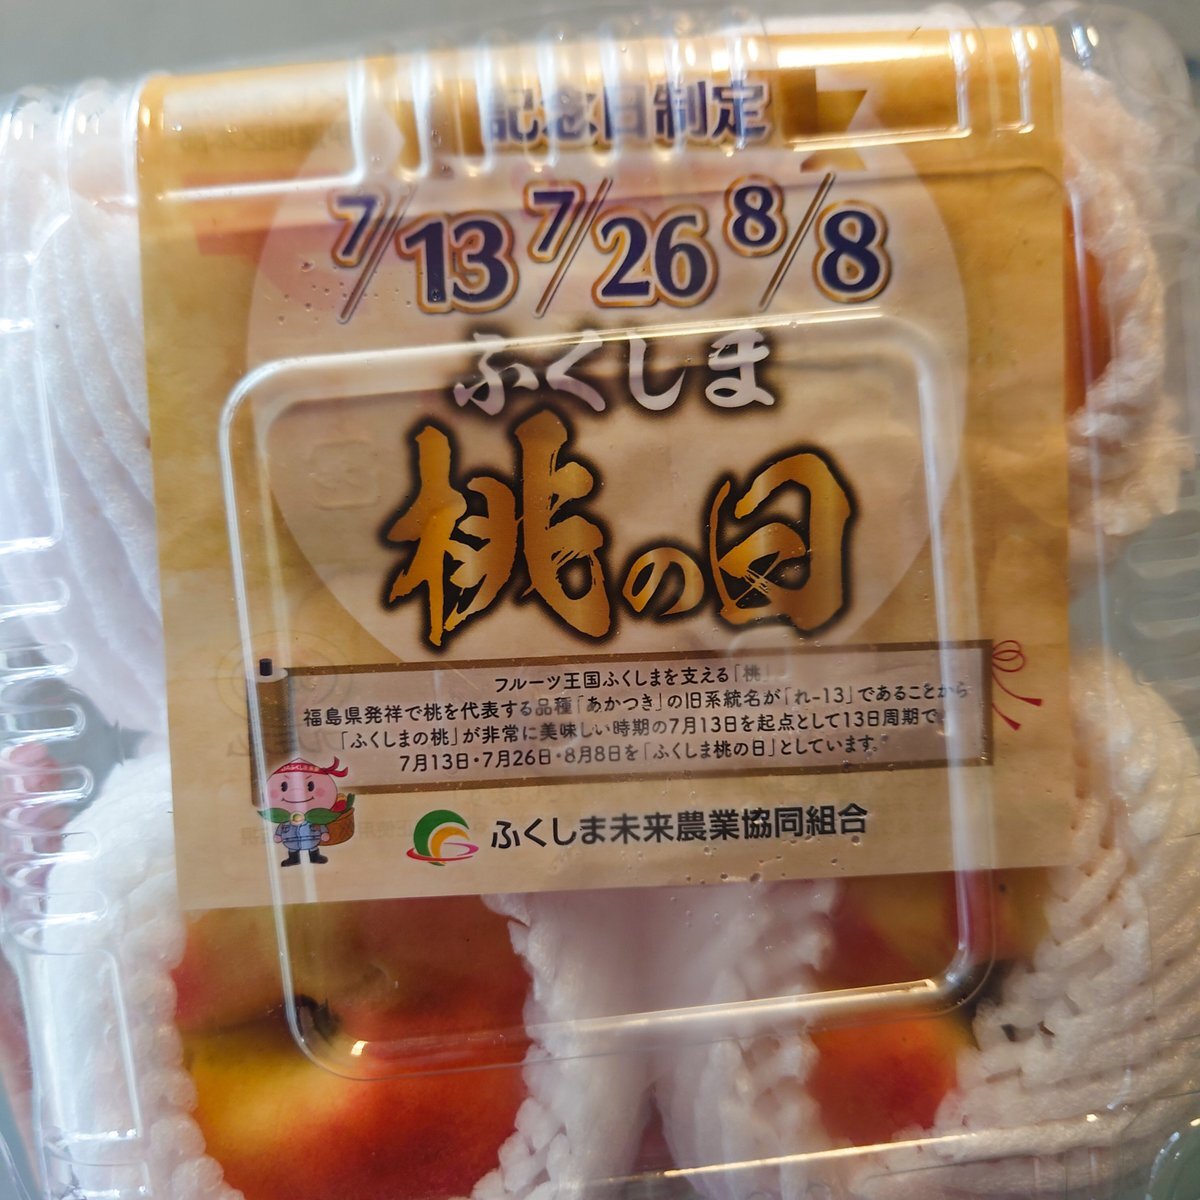 記念日制定
7/13 7/26 8/8
ふくしま
桃の日
フルーツ王国ふくしまを支える「桃」
福島県発祥で桃を代表する品種「あかつき」の旧系統名が「れ-13」であることから
「ふくしまの桃」が非常に美味しい時期の7月13日を起点として13日周期で、
7月13日・7月26日・8月8日を「ふくしま桃の日」としています。
ふくしま未来農業協同組合